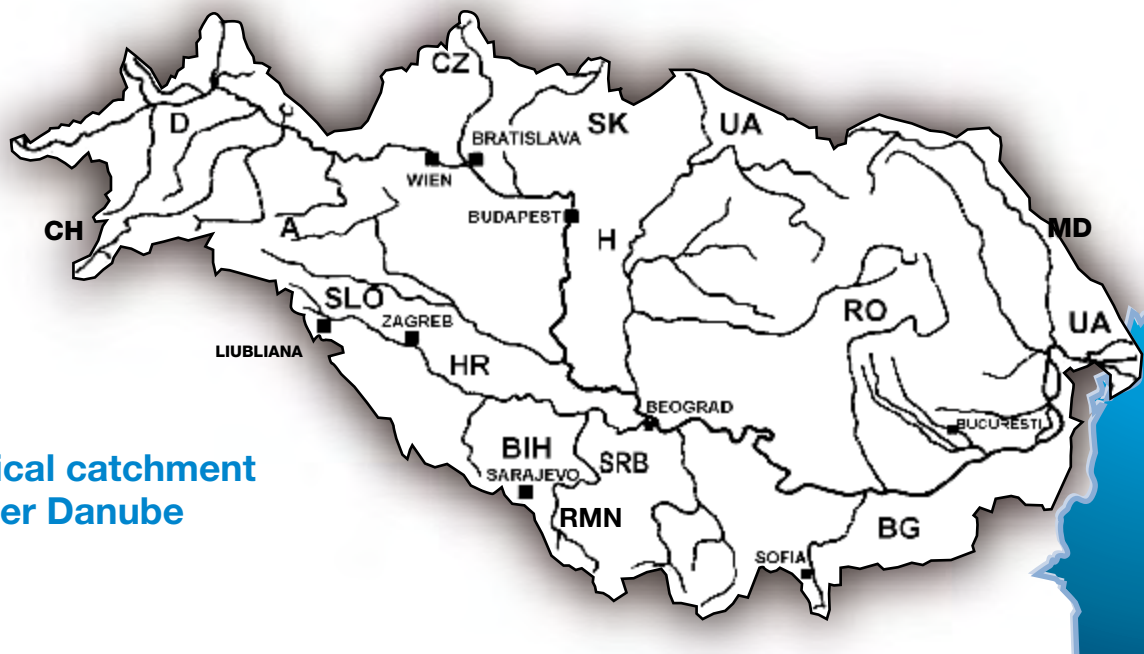 CZ
D
SK
UA
BRATISLAVA
WIEN
BUDAPEST
CH
A
H
MD
SLO
ZAGREB
RO
UA
LIUBLIANA
HR
BEOGRAD
BUCURESTI
BIH
SRB
SARAJEVO
RMN
BG
SOFIA
ical catchment
er Danube